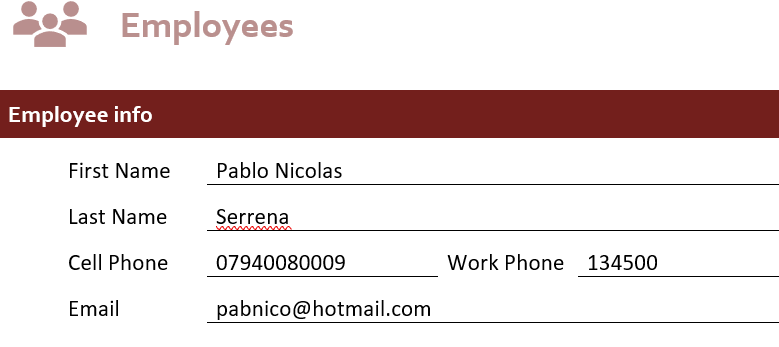 Employees
Employee info
First Name Pablo Nicolas
Last Name Serrena
Cell Phone 07940080009 Work Phone 134500
Email pabnico@hotmail.com